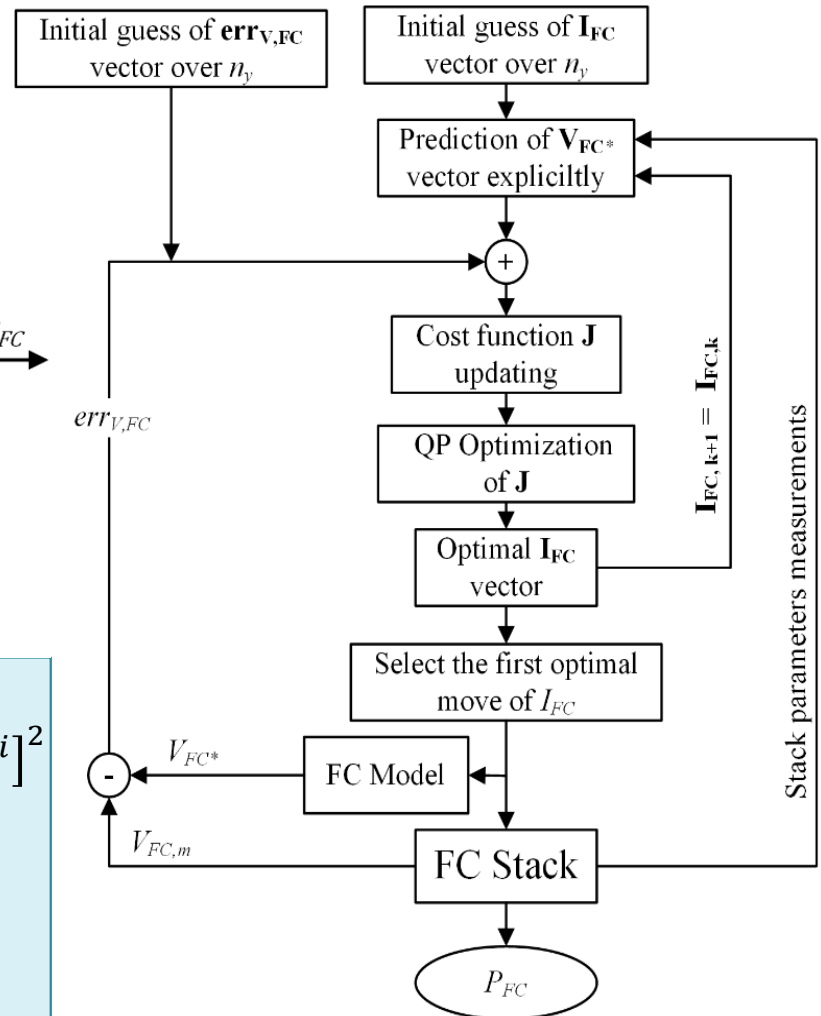 Initial guess of err_V,FC
vector over n_y
Initial guess of I_FC
vector over n_y
Prediction of V_FC*
vector expliciltly
+
Cost function J
updating
FC
err_V,FC
QP Optimization
of J
I_FC, k+1 = I_FC,k
Stack parameters measurements
Optimal I_FC
vector
Select the first optimal
move of I_FC
i]²
V_FC*
-
FC Model
V_FC,m
FC Stack
P_FC